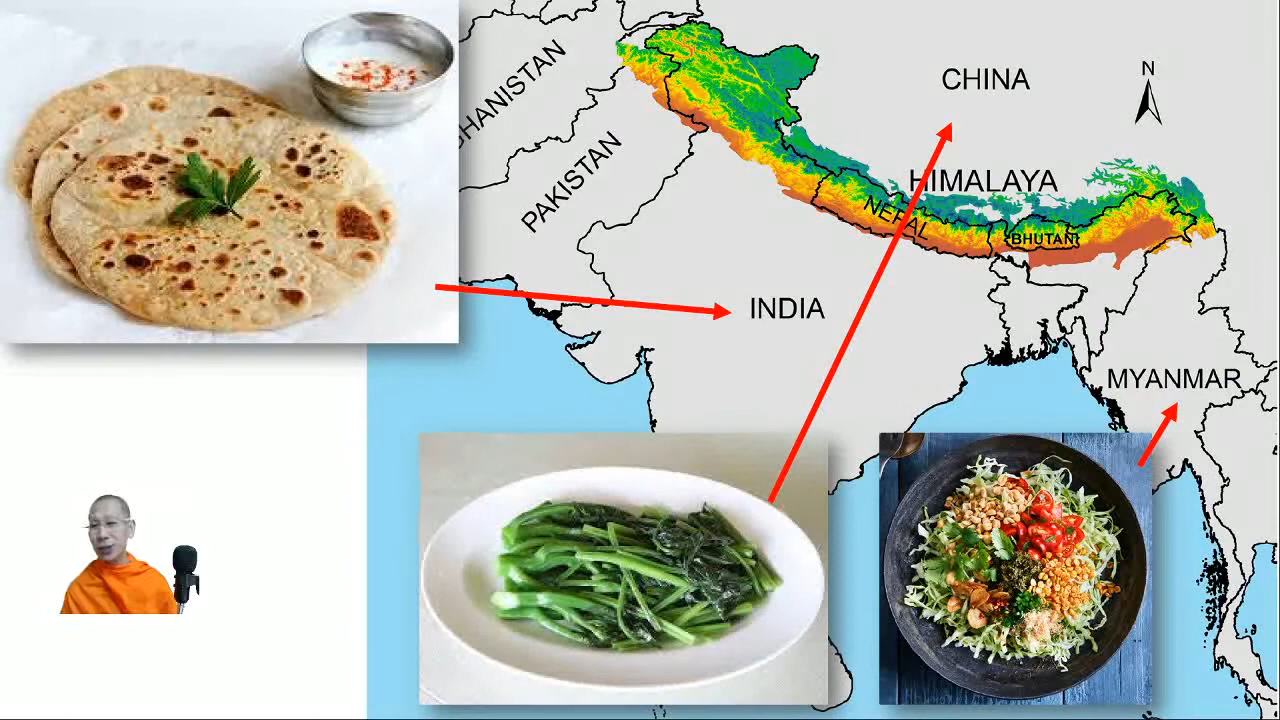 N
CHINA
HANISTAN
PAKISTAN
HIMALAYA
NEPAL
BHUTAN
INDIA
MYANMAR